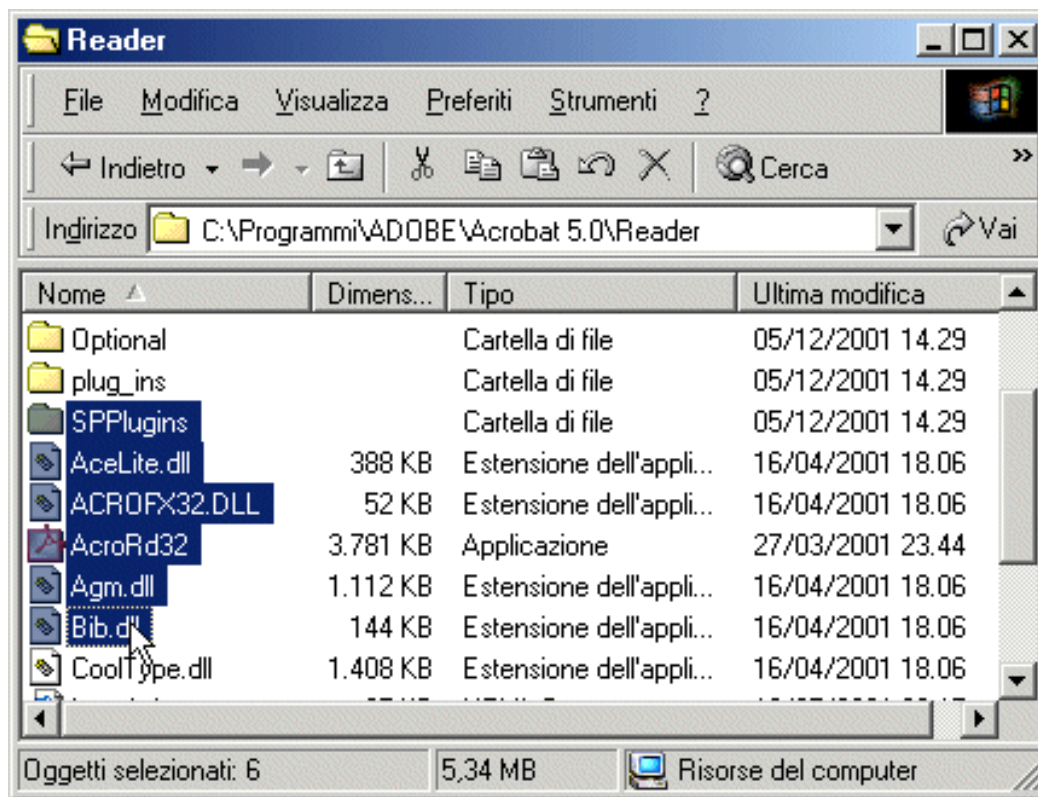 Reader
File Modifica Visualizza Preferiti Strumenti ?
Indietro Cerca »
Indirizzo C:\Programmi\ADOBE\Acrobat 5.0\Reader Vai
Nome Dimens... Tipo Ultima modifica
Optional Cartella di file 05/12/2001 14.29
plug_ins Cartella di file 05/12/2001 14.29
SPPlugins Cartella di file 05/12/2001 14.29
AceLite.dll 388 KB Estensione dell'appli... 16/04/2001 18.06
ACROFX32.DLL 52 KB Estensione dell'appli... 16/04/2001 18.06
AcroRd32 3.781 KB Applicazione 27/03/2001 23.44
Agm.dll 1.112 KB Estensione dell'appli... 16/04/2001 18.06
Bib.dll 144 KB Estensione dell'appli... 16/04/2001 18.06
CoolType.dll 1.408 KB Estensione dell'appli... 16/04/2001 18.06
Oggetti selezionati: 6 5,34 MB Risorse del computer